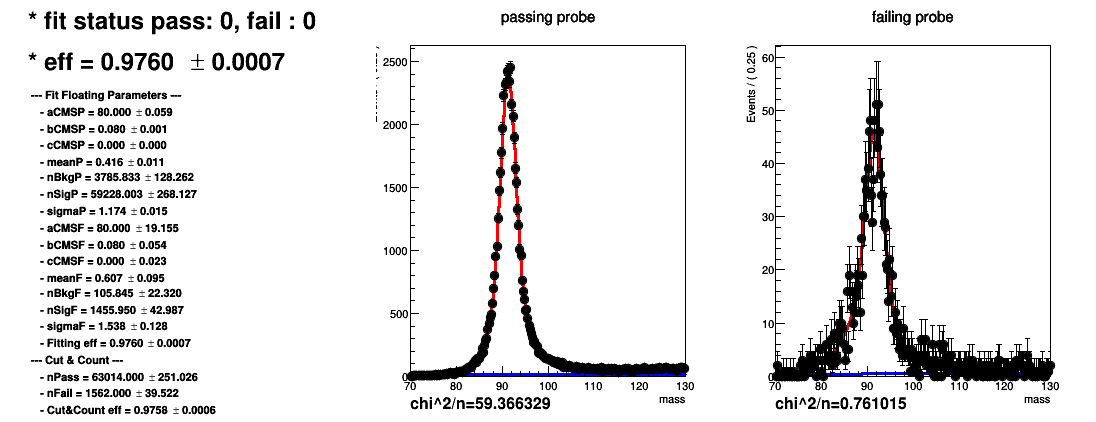 * fit status pass: 0, fail : 0
* eff = 0.9760 ± 0.0007
--- Fit Floating Parameters ---
- aCMSP = 80.000 ± 0.059
- bCMSP = 0.080 ± 0.001
- cCMSP = 0.000 ± 0.000
- meanP = 0.416 ± 0.011
- nBkgP = 3785.833 ± 128.262
- nSigP = 59228.003 ± 268.127
- sigmaP = 1.174 ± 0.015
- aCMSF = 80.000 ± 19.155
- bCMSF = 0.080 ± 0.054
- cCMSF = 0.000 ± 0.023
- meanF = 0.607 ± 0.095
- nBkgF = 105.845 ± 22.320
- nSigF = 1455.950 ± 42.987
- sigmaF = 1.538 ± 0.128
- Fitting eff = 0.9760 ± 0.0007
--- Cut & Count ---
- nPass = 63014.000 ± 251.026
- nFail = 1562.000 ± 39.522
- Cut&Count eff = 0.9758 ± 0.0006
passing probe
2500
2000
1500
1000
500
0
70 80 90 100 110 120 130
mass
chi^2/n=59.366329
failing probe
Events / ( 0.25 )
60
50
40
30
20
10
0
70 80 90 100 110 120 130
mass
chi^2/n=0.761015